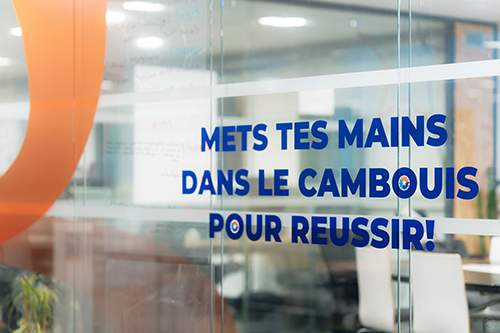 METS TES MAINS
DANS LE CAMBOUIS
POUR REUSSIR!